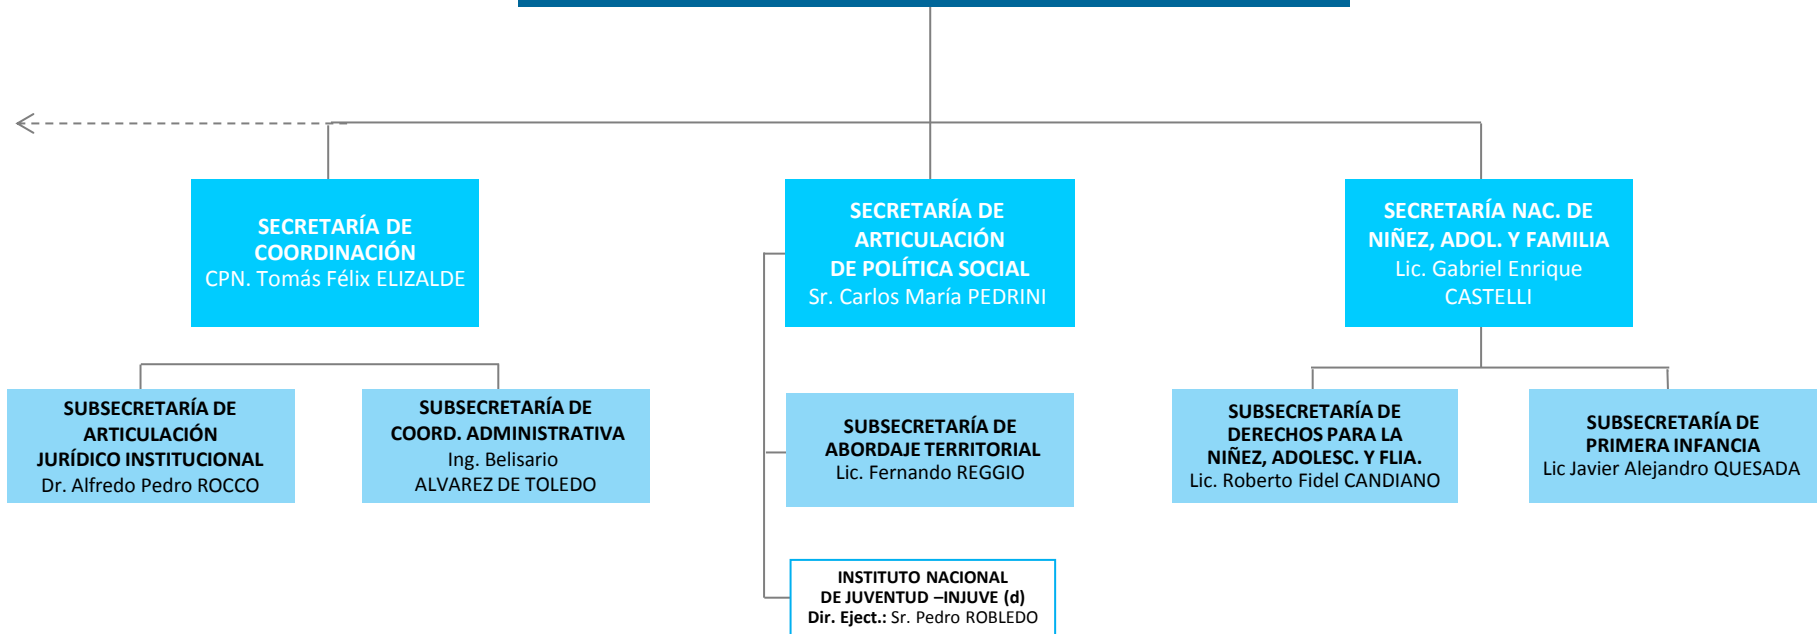 SECRETARÍA DE
COORDINACIÓN
CPN. Tomás Félix ELIZALDE
SECRETARÍA DE
ARTICULACIÓN
DE POLÍTICA SOCIAL
Sr. Carlos María PEDRINI
SECRETARÍA NAC. DE
NIÑEZ, ADOL. Y FAMILIA
Lic. Gabriel Enrique
CASTELLI
SUBSECRETARÍA DE
ARTICULACIÓN
JURÍDICO INSTITUCIONAL
Dr. Alfredo Pedro ROCCO
SUBSECRETARÍA DE
COORD. ADMINISTRATIVA
Ing. Belisario
ALVAREZ DE TOLEDO
SUBSECRETARÍA DE
ABORDAJE TERRITORIAL
Lic. Fernando REGGIO
SUBSECRETARÍA DE
DERECHOS PARA LA
NIÑEZ, ADOLESC. Y FLIA.
Lic. Roberto Fidel CANDIANO
SUBSECRETARÍA DE
PRIMERA INFANCIA
Lic Javier Alejandro QUESADA
INSTITUTO NACIONAL
DE JUVENTUD –INJUVE (d)
Dir. Eject.: Sr. Pedro ROBLEDO